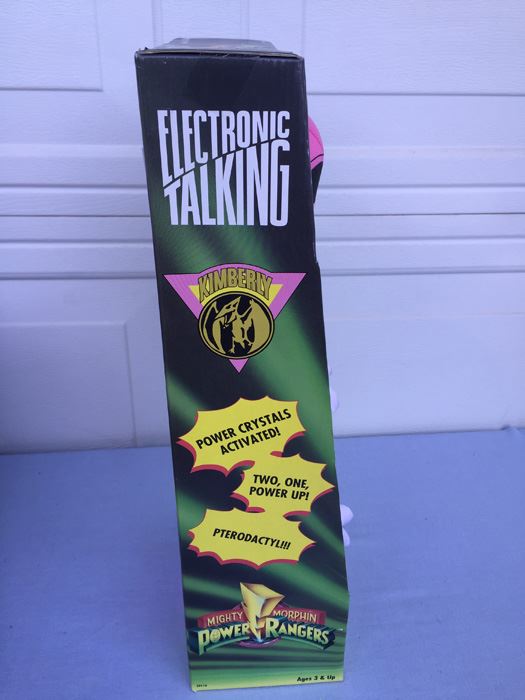 ELECTRONIC
TALKING
KIMBERLY
POWER CRYSTALS
ACTIVATED!
TWO, ONE,
POWER UP!
PTERODACTYL!!!
MIGHTY MORPHIN
POWER RANGERS
Ages 3 & Up